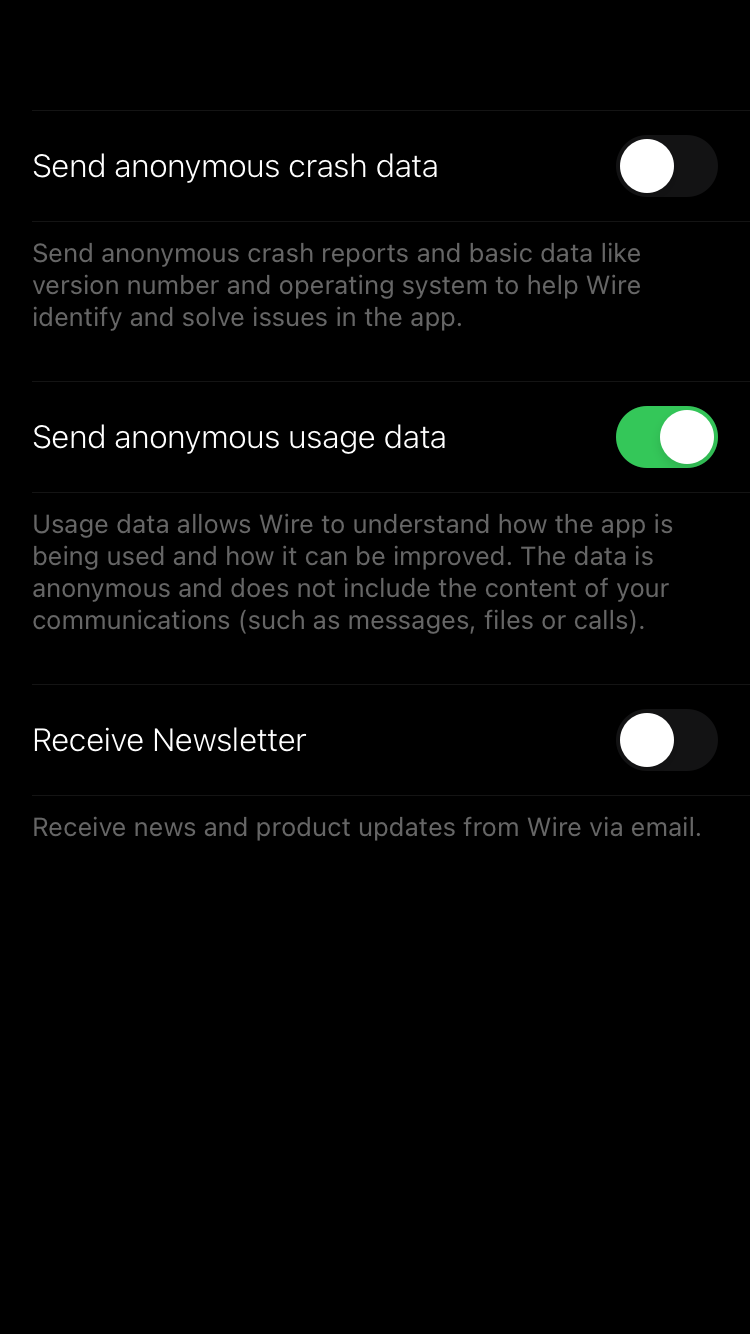 Send anonymous crash data
Send anonymous crash reports and basic data like
version number and operating system to help Wire
identify and solve issues in the app.
Send anonymous usage data
Usage data allows Wire to understand how the app is
being used and how it can be improved. The data is
anonymous and does not include the content of your
communications (such as messages, files or calls).
Receive Newsletter
Receive news and product updates from Wire via email.